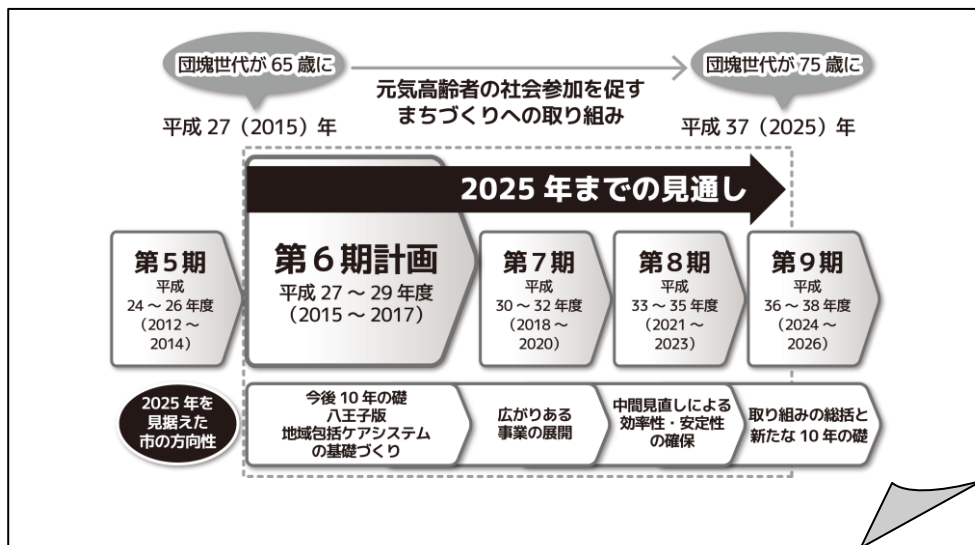 団塊世代が65歳に
平成27（2015）年
元気高齢者の社会参加を促す
まちづくりへの取り組み
団塊世代が75歳に
平成37（2025）年
2025年までの見通し
第5期
平成
24～26年度
（2012～
2014）
第6期計画
平成27～29年度
（2015～2017）
第7期
平成
30～32年度
（2018～
2020）
第8期
平成
33～35年度
（2021～
2023）
第9期
平成
36～38年度
（2024～
2026）
2025年を
見据えた
市の方向性
今後10年の礎
八王子版
地域包括ケアシステム
の基礎づくり
広がりある
事業の展開
中間見直しによる
効率性・安定性
の確保
取り組みの総括と
新たな10年の礎